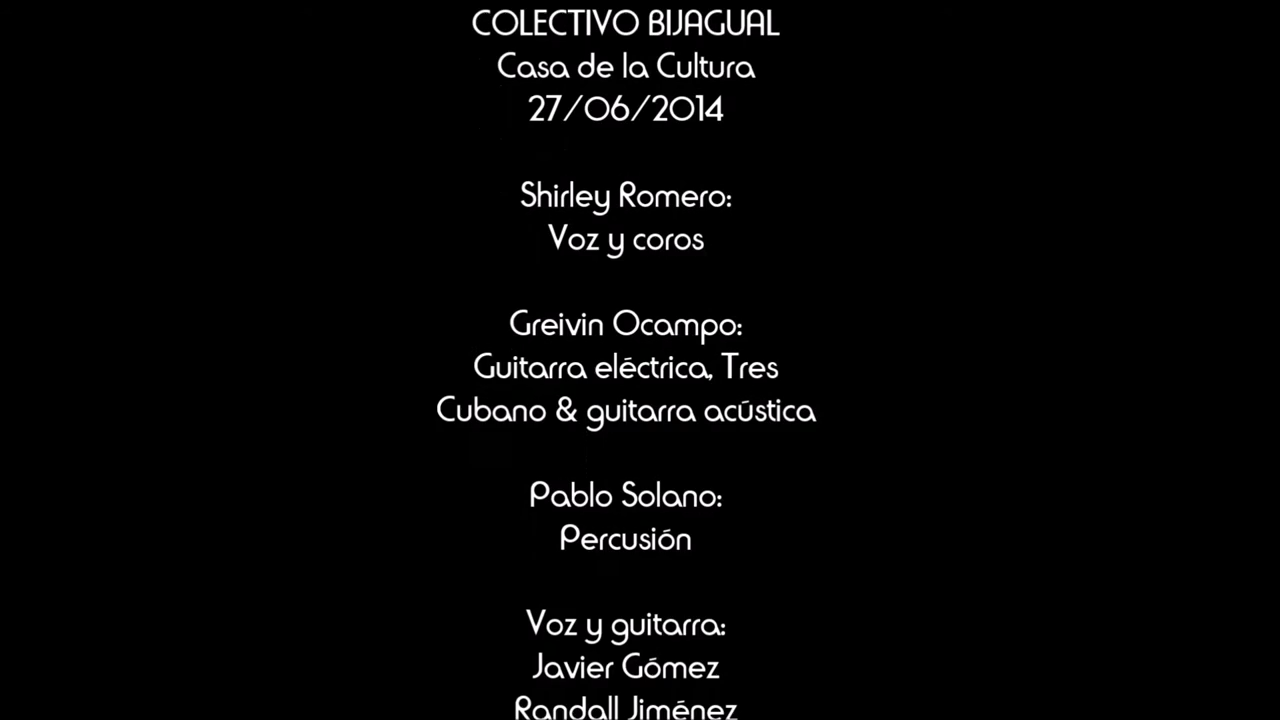 COLECTIVO BIJAGUAL
Casa de la Cultura
27/06/2014
Shirley Romero:
Voz y coros
Greivin Ocampo:
Guitarra eléctrica, Tres
Cubano & guitarra acústica
Pablo Solano:
Percusión
Voz y guitarra:
Javier Gómez
Randall Jiménez